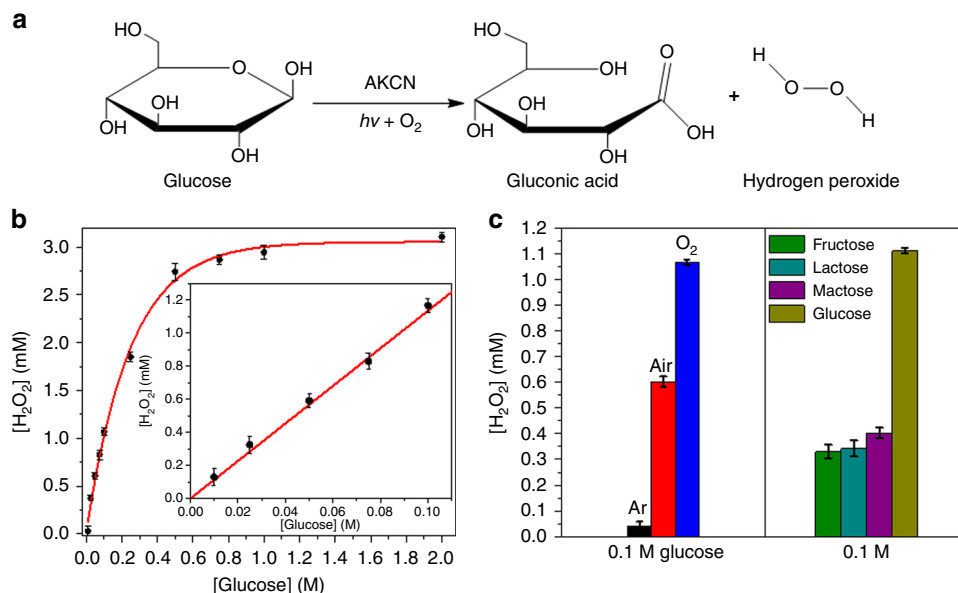 a
HO
O OH
OH
OH
OH
Glucose
AKCN
hν + O2
HO
OH
O
OH
OH
OH
OH
Gluconic acid
+
H
O O
H
Hydrogen peroxide
b
[H2O2] (mM)
3.0
2.5
2.0
1.5
1.0
0.5
0.0
0.0 0.2 0.4 0.6 0.8 1.0 1.2 1.4 1.6 1.8 2.0
[Glucose] (M)
[H2O2] (mM)
1.2
1.0
0.8
0.6
0.4
0.2
0.0
0.00 0.02 0.04 0.06 0.08 0.10
[Glucose] (M)
c
[H2O2] (mM)
1.2
1.1
1.0
0.9
0.8
0.7
0.6
0.5
0.4
0.3
0.2
0.1
0.0
O2
Air
Ar
0.1 M glucose
Fructose
Lactose
Mactose
Glucose
0.1 M